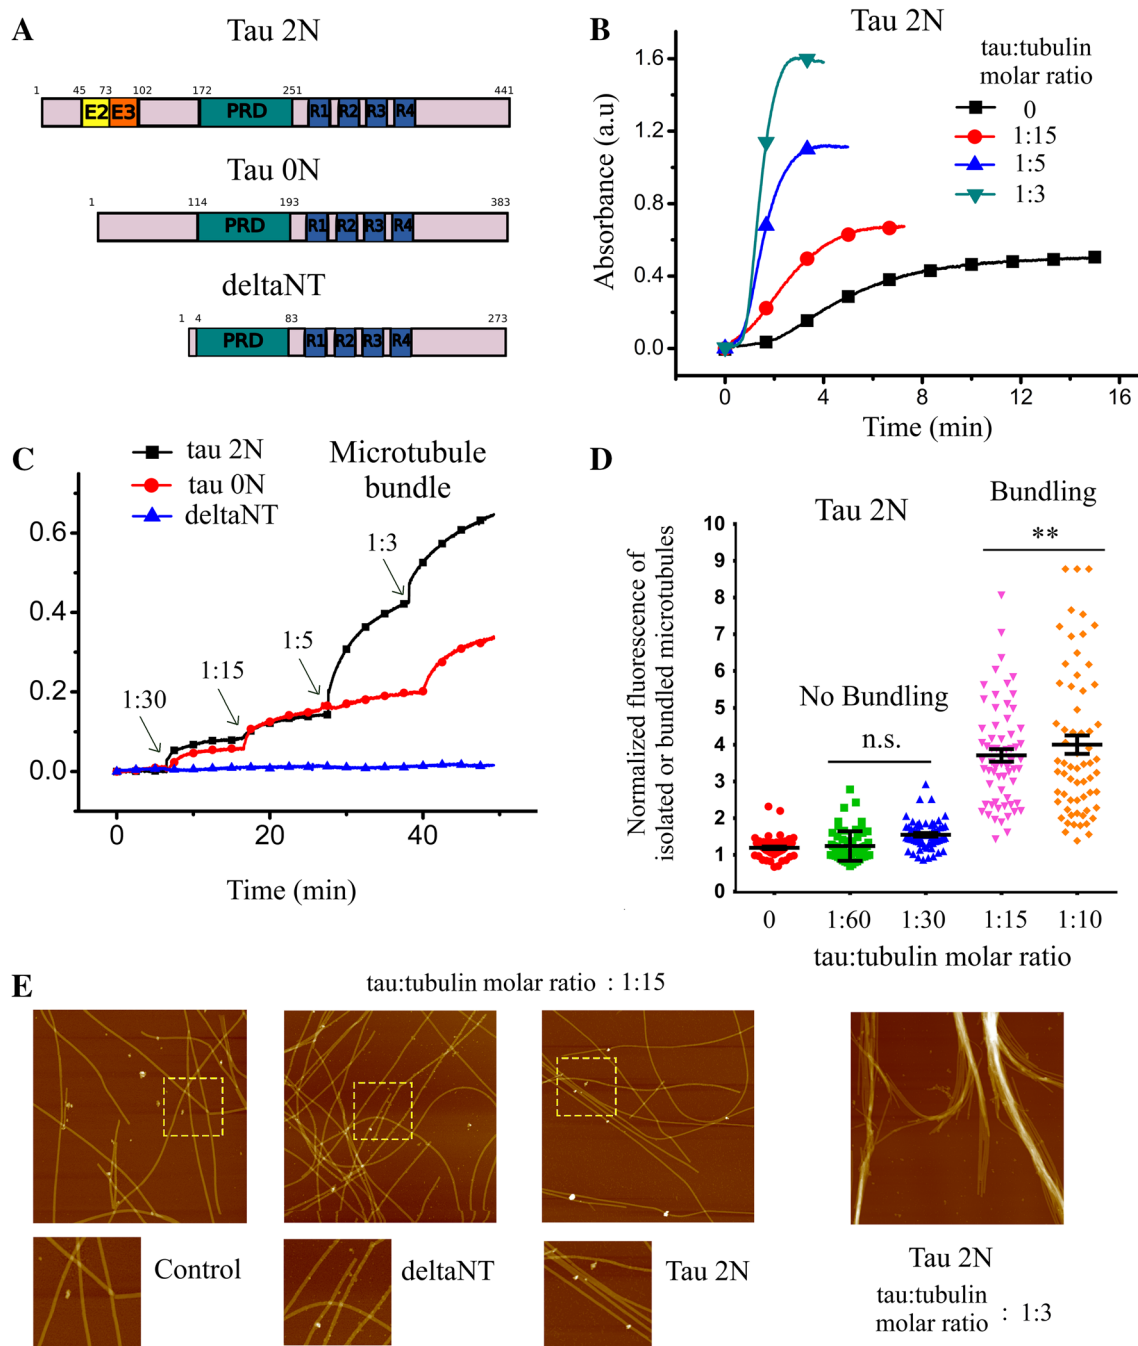 A
Tau 2N
1 45 73 102 172 251 441
E2 E3 PRD R1 R2 R3 R4
Tau 0N
1 114 193 383
PRD R1 R2 R3 R4
deltaNT
1 4 83 273
PRD R1 R2 R3 R4
B
Tau 2N
tau:tubulin
molar ratio
0
1:15
1:5
1:3
Absorbance (a.u)
1.6
1.2
0.8
0.4
0.0
0 4 8 12 16
Time (min)
C
tau 2N
tau 0N
deltaNT
Microtubule
bundle
1:30
1:15
1:5
1:3
0.6
0.4
0.2
0.0
0 20 40
Time (min)
D
Tau 2N
Bundling
**
No Bundling
n.s.
Normalized fluorescence of
isolated or bundled microtubules
10
9
8
7
6
5
4
3
2
1
0
0 1:60 1:30 1:15 1:10
tau:tubulin molar ratio
E
tau:tubulin molar ratio : 1:15
Control
deltaNT
Tau 2N
Tau 2N
tau:tubulin
molar ratio : 1:3